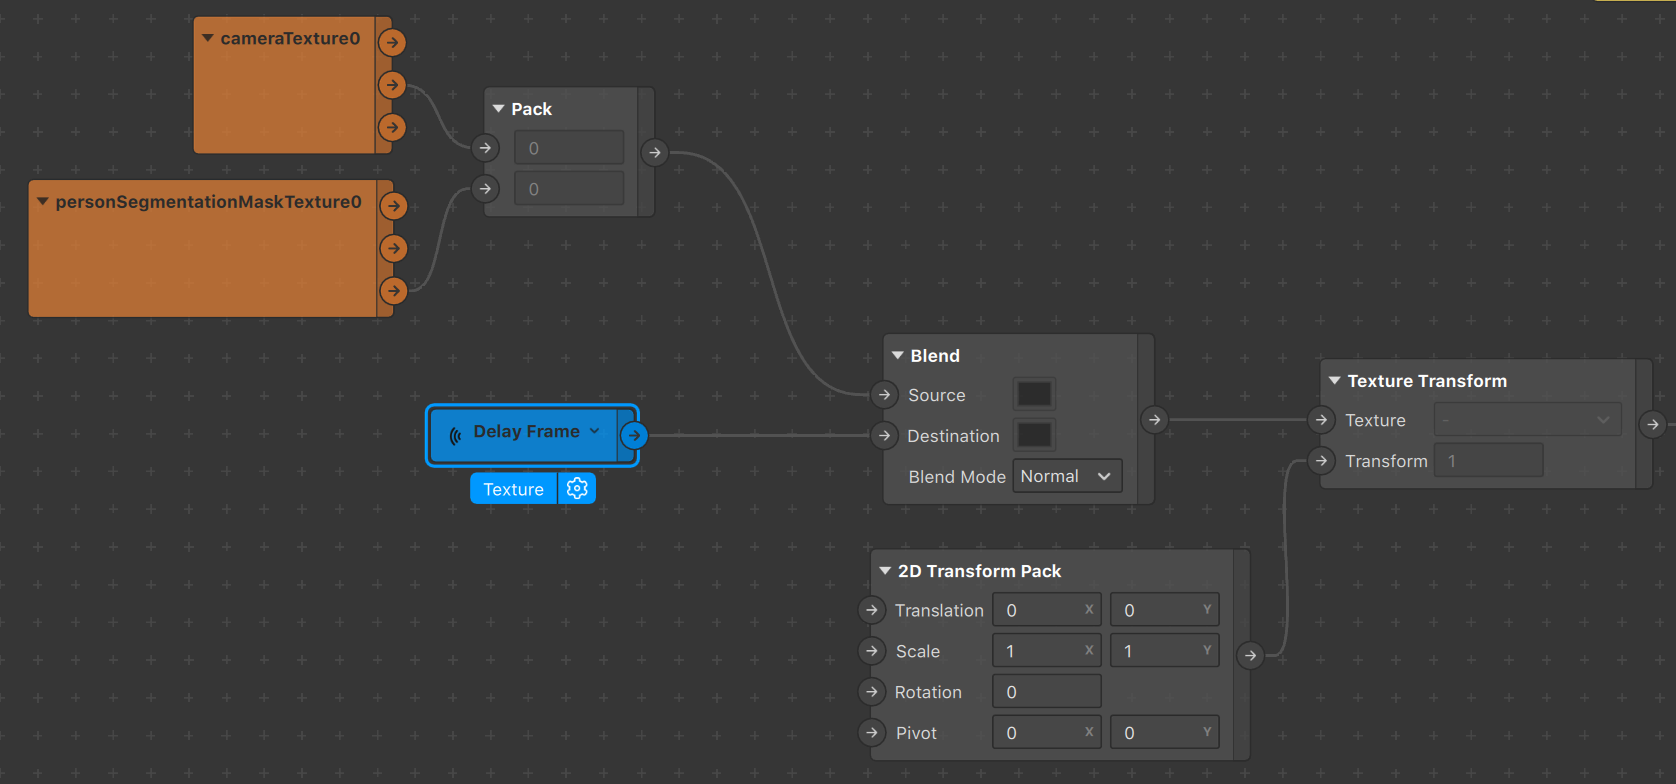 cameraTexture0
Pack
0
0
personSegmentationMaskTexture0
Blend
Source
Destination
Blend Mode Normal
Delay Frame
Texture
Texture Transform
Texture -
Transform 1
2D Transform Pack
Translation 0 X 0 Y
Scale 1 X 1 Y
Rotation 0
Pivot 0 X 0 Y